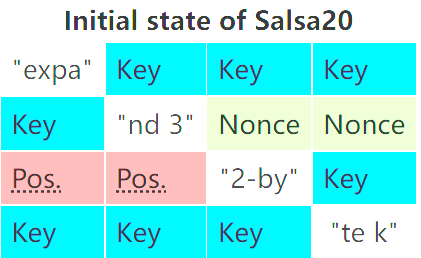 Initial state of Salsa20
"expa" Key Key Key
Key "nd 3" Nonce Nonce
Pos. Pos. "2-by" Key
Key Key Key "te k"